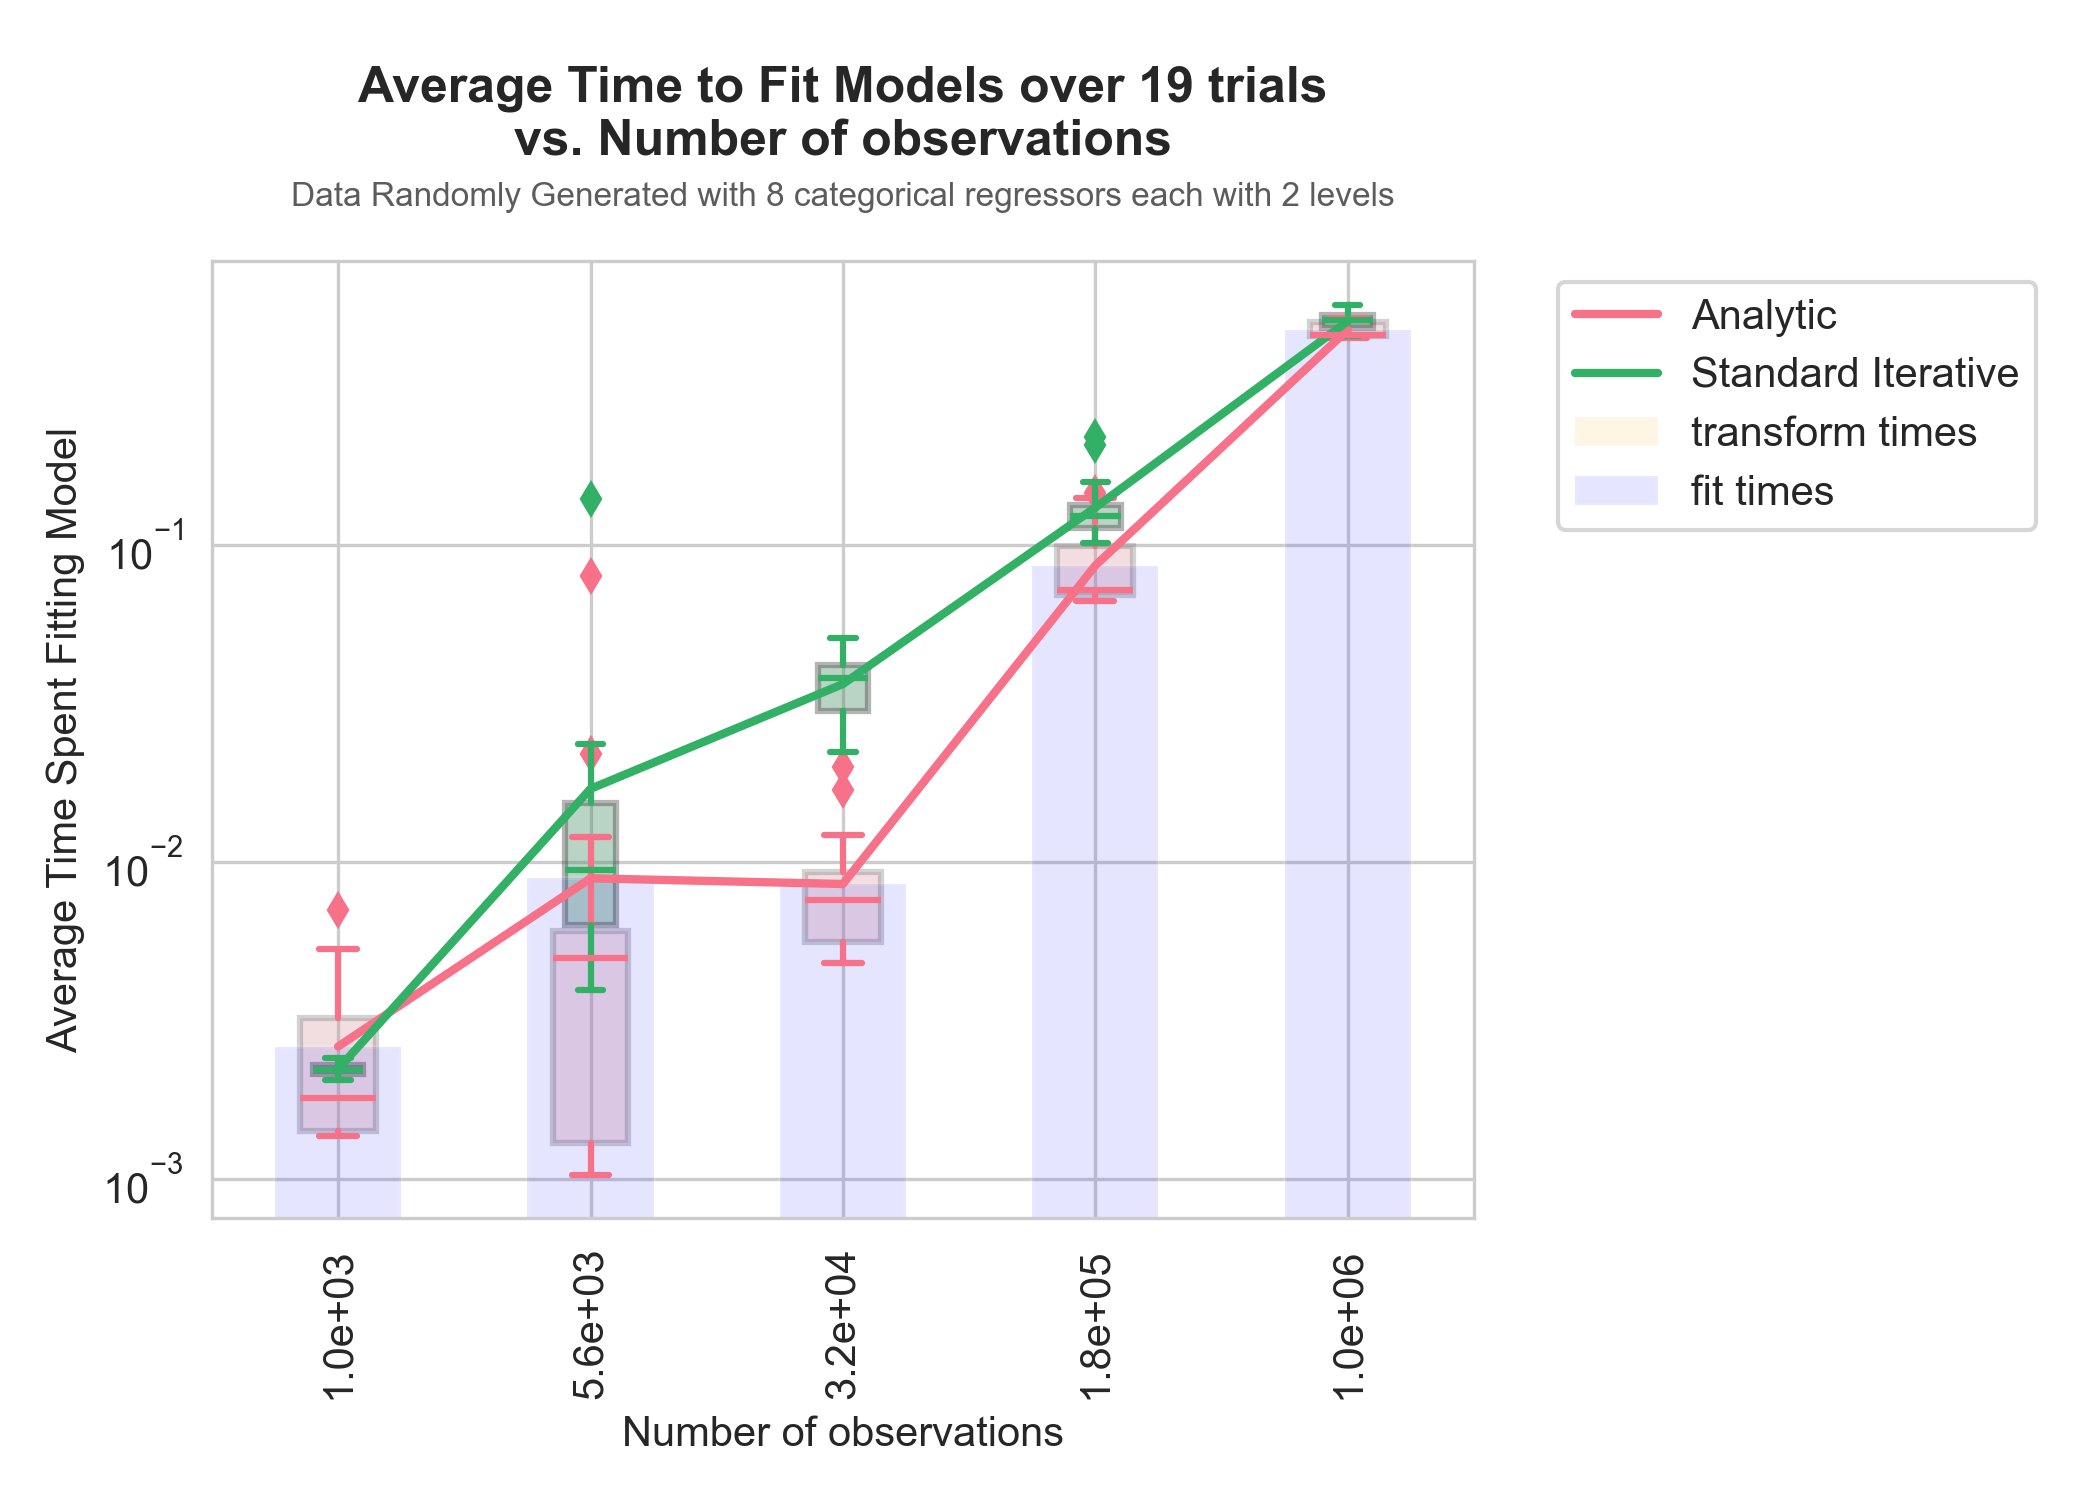 Average Time to Fit Models over 19 trials
vs. Number of observations
Data Randomly Generated with 8 categorical regressors each with 2 levels
Average Time Spent Fitting Model
10⁻¹
10⁻²
10⁻³
1.0e+03
5.6e+03
3.2e+04
1.8e+05
1.0e+06
Number of observations
Analytic
Standard Iterative
transform times
fit times